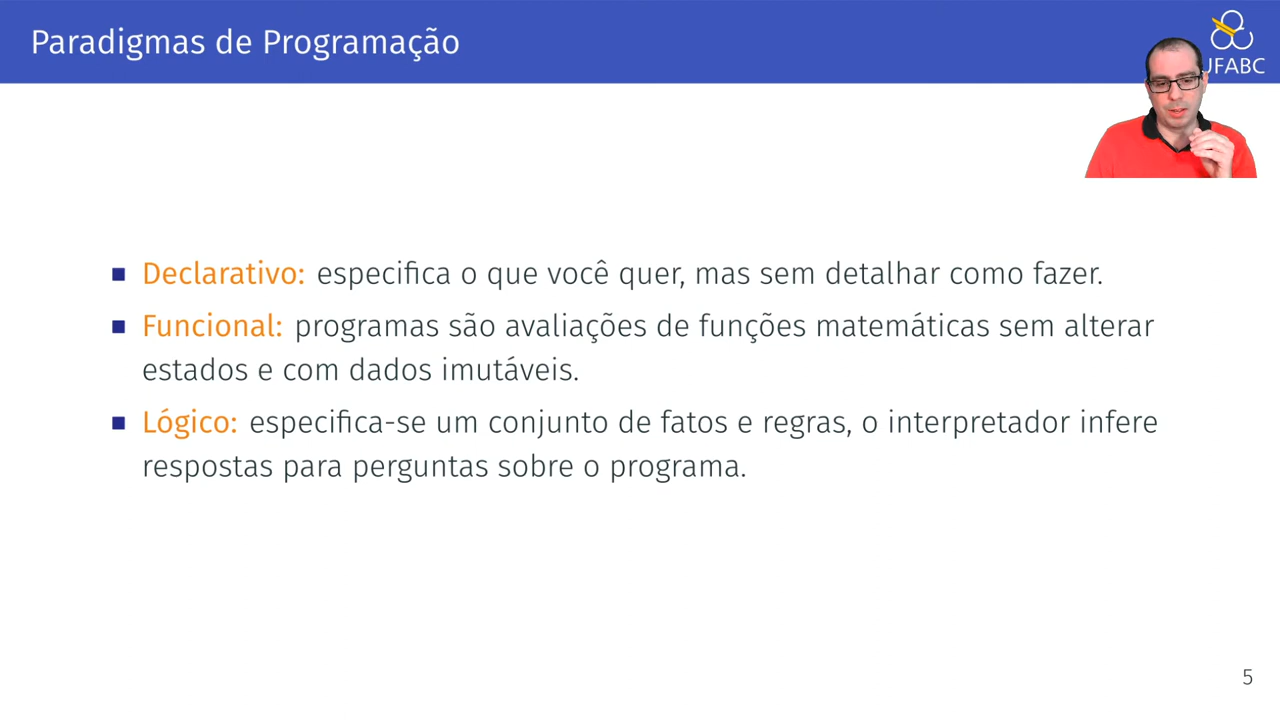 Paradigmas de Programação
UFABC
Declarativo: especifica o que você quer, mas sem detalhar como fazer.
Funcional: programas são avaliações de funções matemáticas sem alterar
estados e com dados imutáveis.
Lógico: especifica-se um conjunto de fatos e regras, o interpretador infere
respostas para perguntas sobre o programa.
5